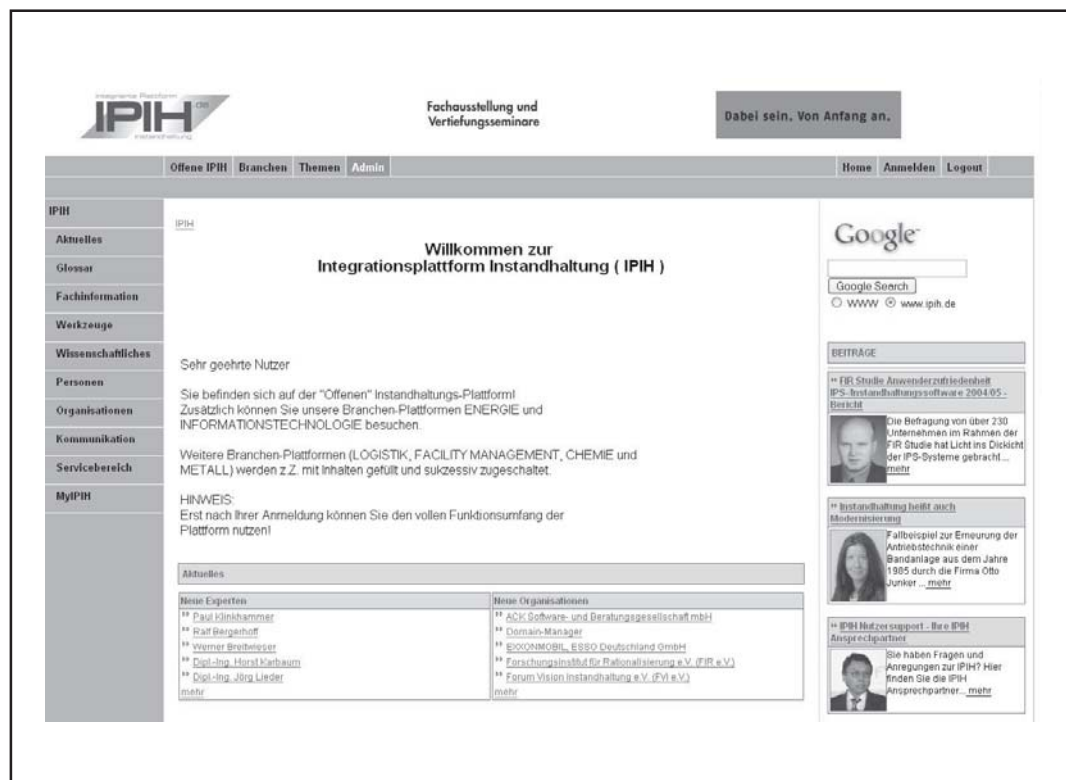 integrierte Plattform
IPIH.de
instandhaltung
Fachausstellung und
Vertiefungsseminare
Dabei sein. Von Anfang an.
Offene IPIH Branchen Themen Admin
Home Anmelden Logout
IPIH
Aktuelles
Glossar
Fachinformation
Werkzeuge
Wissenschaftliches
Personen
Organisationen
Kommunikation
Servicebereich
MyIPIH
IPIH
Willkommen zur
Integrationsplattform Instandhaltung ( IPIH )
Sehr geehrte Nutzer
Sie befinden sich auf der "Offenen" Instandhaltungs-Plattform!
Zusätzlich können Sie unsere Branchen-Plattformen ENERGIE und
INFORMATIONSTECHNOLOGIE besuchen.
Weitere Branchen-Plattformen (LOGISTIK, FACILITY MANAGEMENT, CHEMIE und
METALL) werden z.Z. mit Inhalten gefüllt und sukzessiv zugeschaltet.
HINWEIS:
Erst nach Ihrer Anmeldung können Sie den vollen Funktionsumfang der
Plattform nutzen!
Aktuelles
Neue Experten
Paul Klinkhammer
Ralf Bergerhoff
Werner Breitwieser
Dipl.-Ing. Horst Karbaum
Dipl.-Ing. Jörg Lieder
mehr
Neue Organisationen
ACK Software- und Beratungsgesellschaft mbH
Domain-Manager
EXXONMOBIL, ESSO Deutschland GmbH
Forschungsinstitut für Rationalisierung e.V. (FIR e.V.)
Forum Vision Instandhaltung e.V. (FVI e.V.)
mehr
Google
Google Search
WWW www.ipih.de
BEITRÄGE
FIR Studie Anwenderzufriedenheit
IPS-Instandhaltungssoftware 2004/05 -
Bericht
Die Befragung von über 230
Unternehmen im Rahmen der
FIR Studie hat Licht ins Dickicht
der IPS-Systeme gebracht ...
mehr
Instandhaltung heißt auch
Modernisierung
Fallbeispiel zur Erneurung der
Antriebstechnik einer
Bandanlage aus dem Jahre
1985 durch die Firma Otto
Junker ... mehr
IPIH Nutzersupport - Ihre IPIH
Ansprechpartner
Sie haben Fragen und
Anregungen zur IPIH? Hier
finden Sie die IPIH
Ansprechpartner... mehr